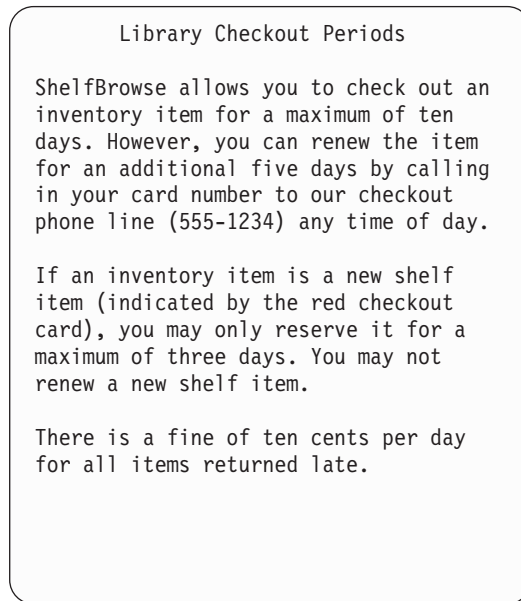 Library Checkout Periods
ShelfBrowse allows you to check out an
inventory item for a maximum of ten
days. However, you can renew the item
for an additional five days by calling
in your card number to our checkout
phone line (555-1234) any time of day.
If an inventory item is a new shelf
item (indicated by the red checkout
card), you may only reserve it for a
maximum of three days. You may not
renew a new shelf item.
There is a fine of ten cents per day
for all items returned late.